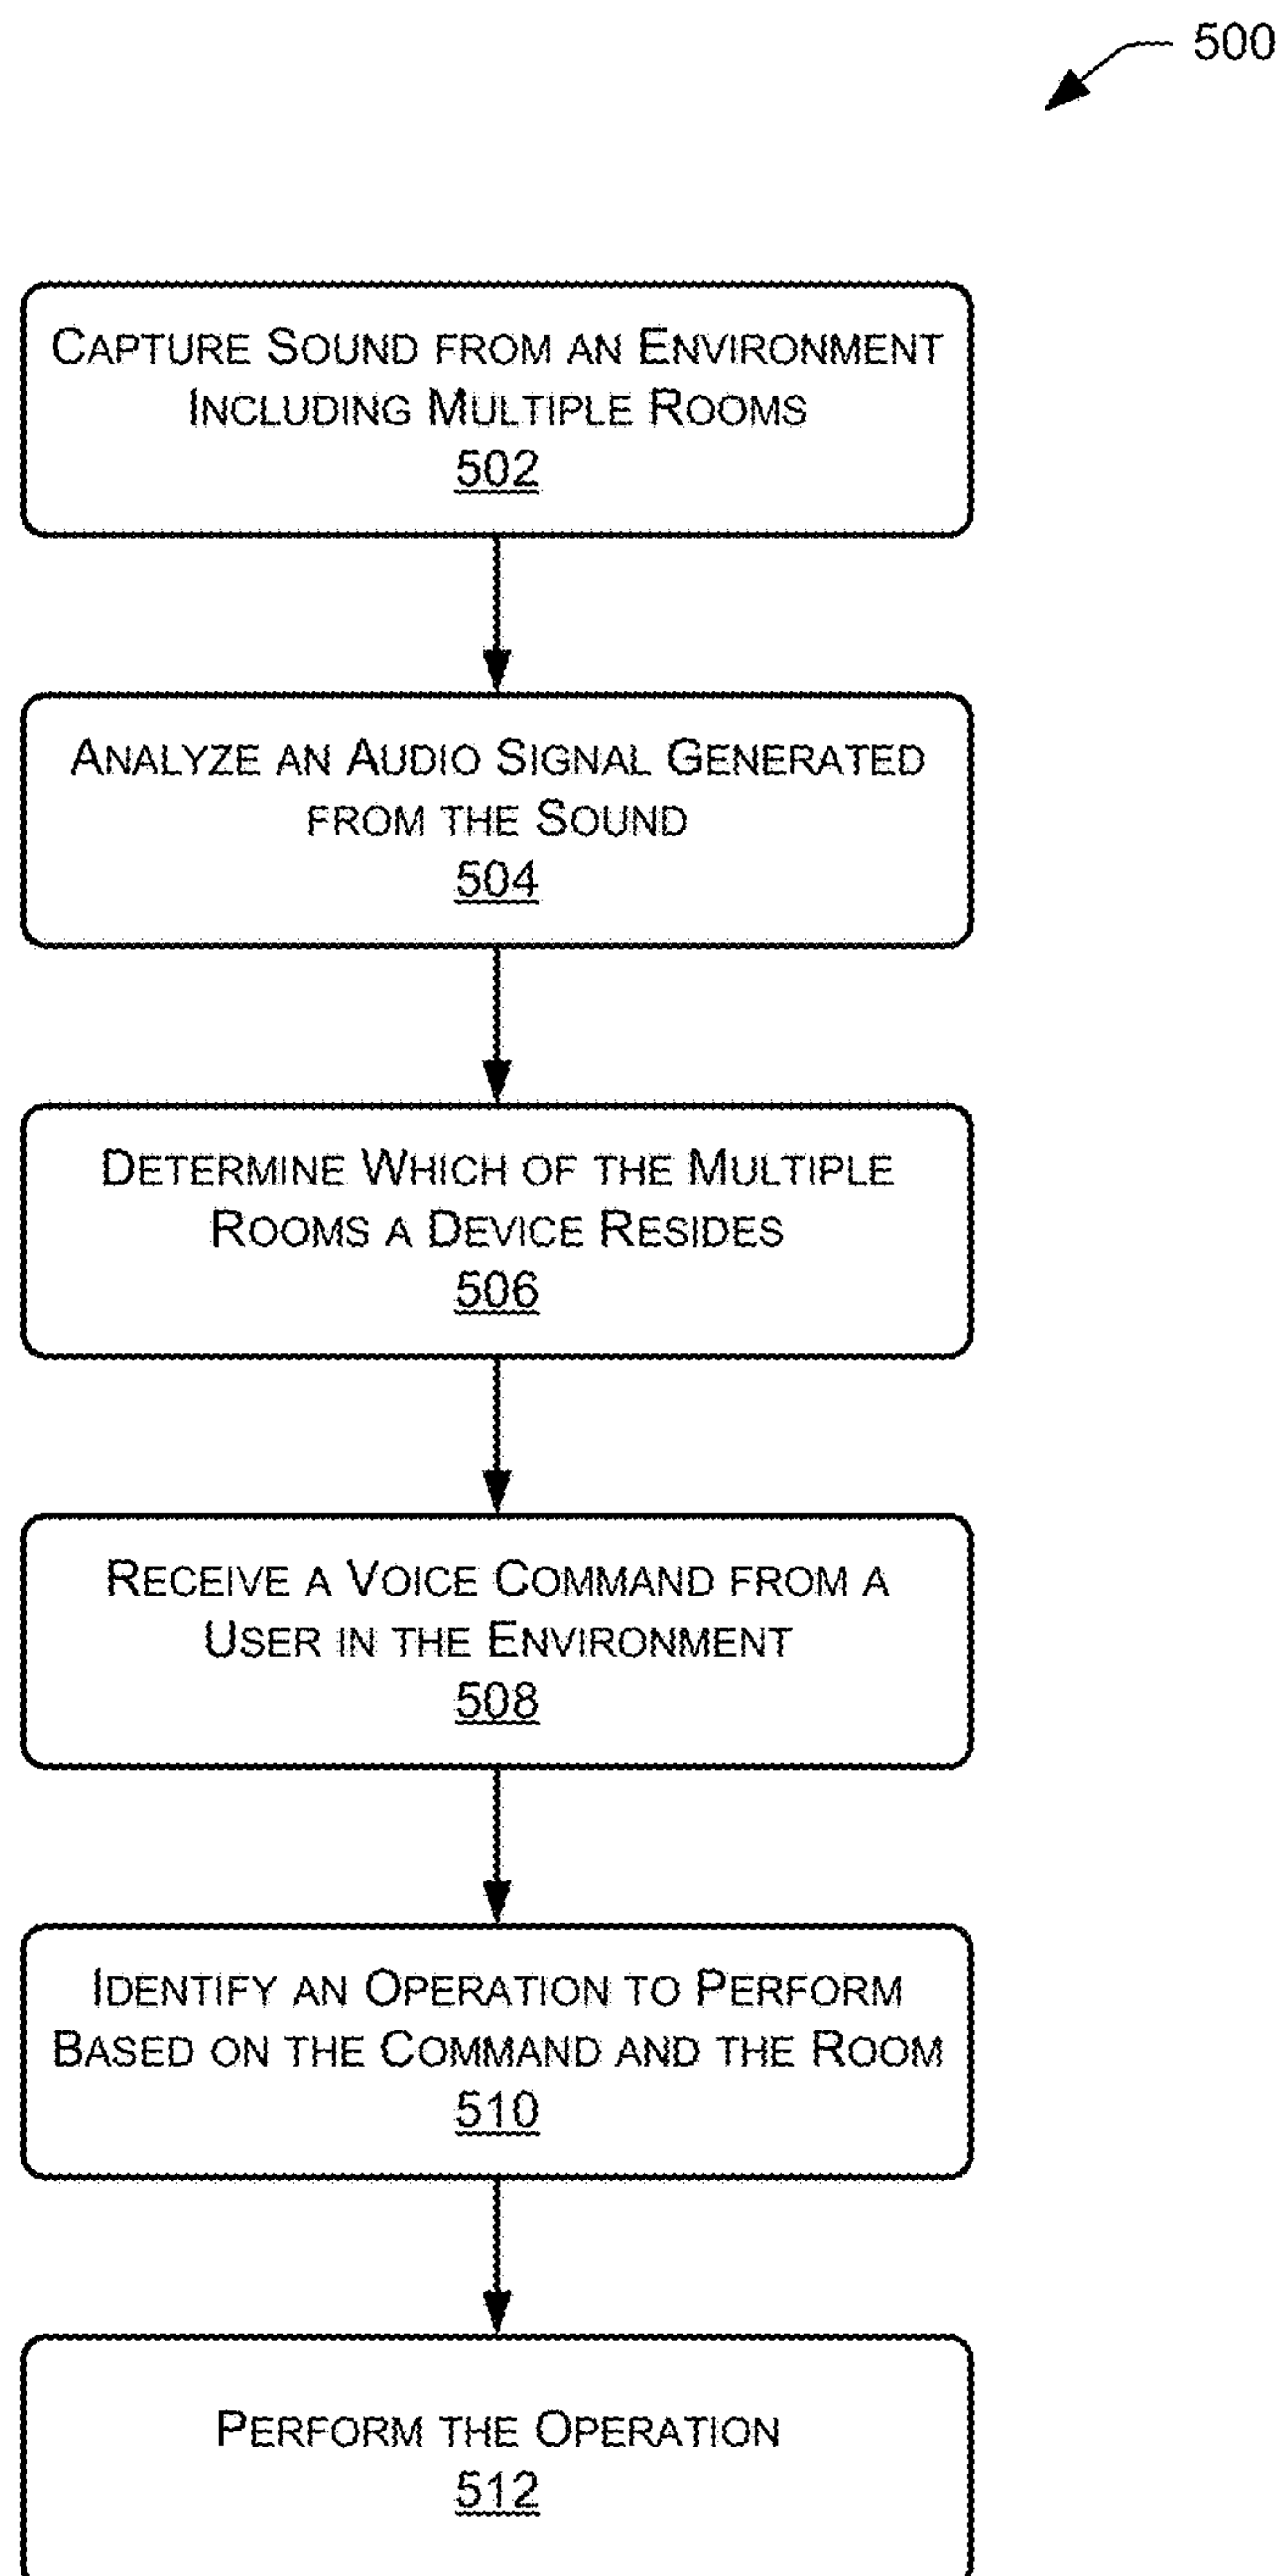 500
CAPTURE SOUND FROM AN ENVIRONMENT
INCLUDING MULTIPLE ROOMS
502
ANALYZE AN AUDIO SIGNAL GENERATED
FROM THE SOUND
504
DETERMINE WHICH OF THE MULTIPLE
ROOMS A DEVICE RESIDES
506
RECEIVE A VOICE COMMAND FROM A
USER IN THE ENVIRONMENT
508
IDENTIFY AN OPERATION TO PERFORM
BASED ON THE COMMAND AND THE ROOM
510
PERFORM THE OPERATION
512